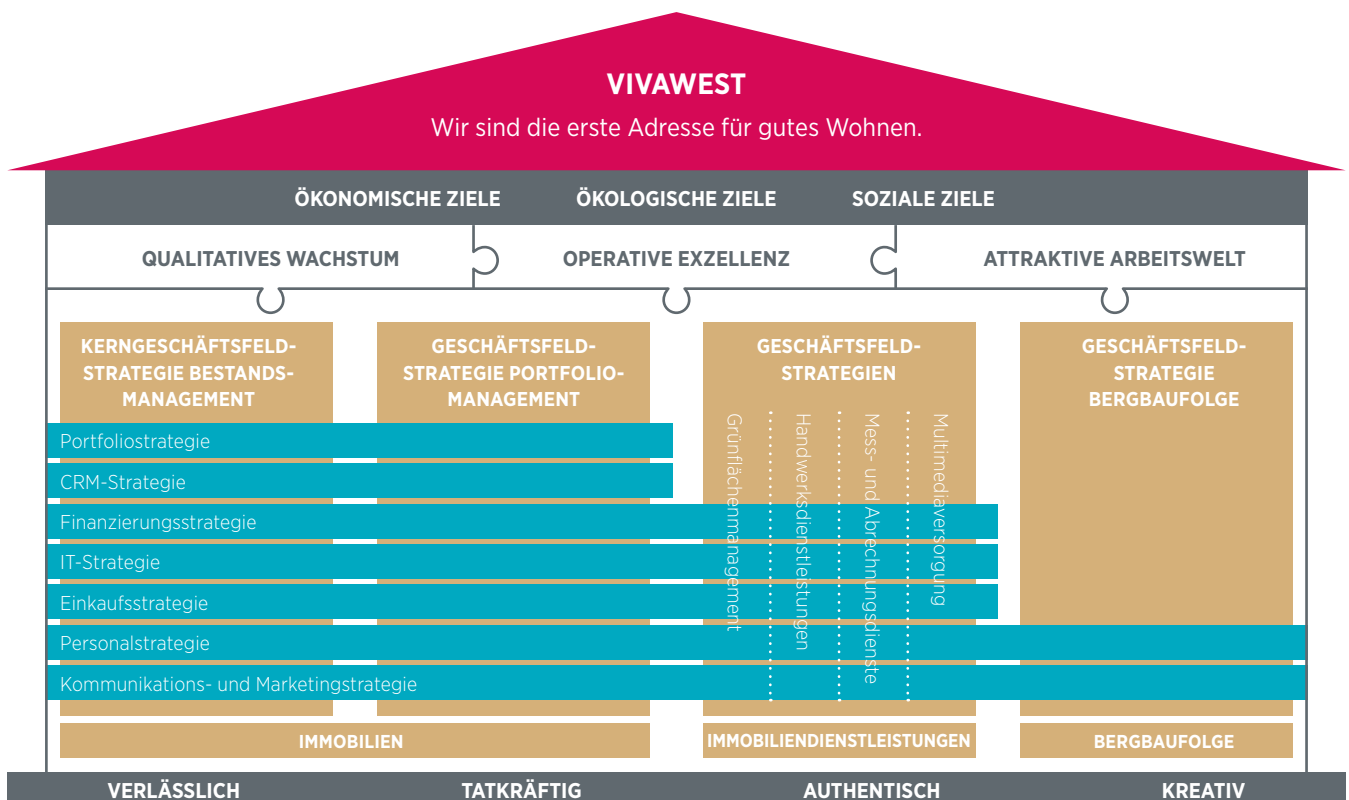 VIVAWEST
Wir sind die erste Adresse für gutes Wohnen.
ÖKONOMISCHE ZIELE
ÖKOLOGISCHE ZIELE
SOZIALE ZIELE
QUALITATIVES WACHSTUM
OPERATIVE EXZELLENZ
ATTRAKTIVE ARBEITSWELT
KERNGESCHÄFTSFELD-
STRATEGIE BESTANDS-
MANAGEMENT
GESCHÄFTSFELD-
STRATEGIE PORTFOLIO-
MANAGEMENT
GESCHÄFTSFELD-
STRATEGIEN
GESCHÄFTSFELD-
STRATEGIE
BERGBAUFOLGE
Grünflächenmanagement
Handwerksdienstleistungen
Mess- und Abrechnungsdienste
Multimediaversorgung
Portfoliostrategie
CRM-Strategie
Finanzierungsstrategie
IT-Strategie
Einkaufsstrategie
Personalstrategie
Kommunikations- und Marketingstrategie
IMMOBILIEN
IMMOBILIENDIENSTLEISTUNGEN
BERGBAUFOLGE
VERLÄSSLICH
TATKRÄFTIG
AUTHENTISCH
KREATIV